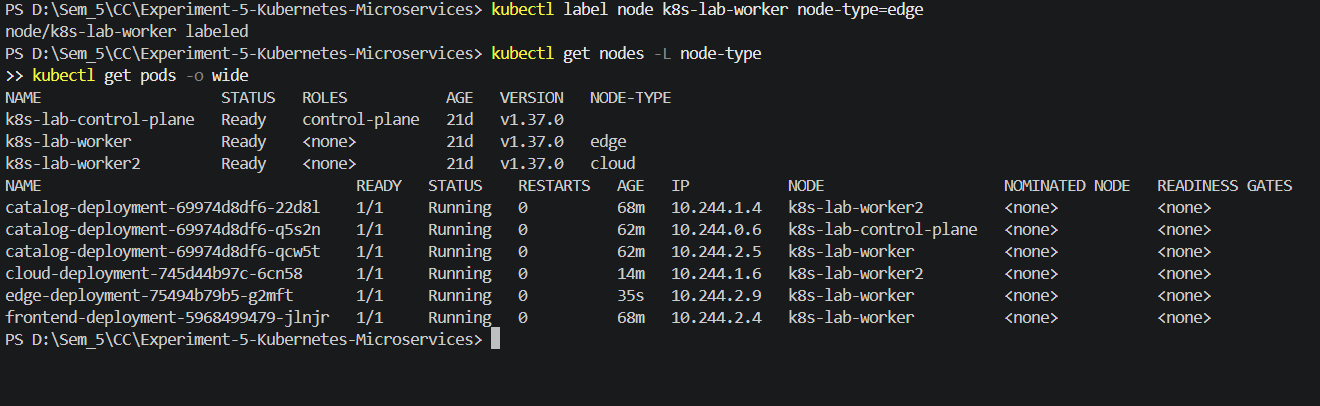 PS D:\Sem_5\CC\Experiment-5-Kubernetes-Microservices> kubectl label node k8s-lab-worker node-type=edge
node/k8s-lab-worker labeled
PS D:\Sem_5\CC\Experiment-5-Kubernetes-Microservices> kubectl get nodes -L node-type
>> kubectl get pods -o wide
NAME                    STATUS   ROLES           AGE   VERSION   NODE-TYPE
k8s-lab-control-plane   Ready    control-plane   21d   v1.37.0
k8s-lab-worker          Ready    <none>          21d   v1.37.0   edge
k8s-lab-worker2         Ready    <none>          21d   v1.37.0   cloud
NAME                                   READY   STATUS    RESTARTS   AGE   IP           NODE                    NOMINATED NODE   READINESS GATES
catalog-deployment-69974d8df6-22d8l    1/1     Running   0          68m   10.244.1.4   k8s-lab-worker2         <none>           <none>
catalog-deployment-69974d8df6-q5s2n    1/1     Running   0          62m   10.244.0.6   k8s-lab-control-plane   <none>           <none>
catalog-deployment-69974d8df6-qcw5t    1/1     Running   0          62m   10.244.2.5   k8s-lab-worker          <none>           <none>
cloud-deployment-745d44b97c-6cn58      1/1     Running   0          14m   10.244.1.6   k8s-lab-worker2         <none>           <none>
edge-deployment-75494b79b5-g2mft       1/1     Running   0          35s   10.244.2.9   k8s-lab-worker          <none>           <none>
frontend-deployment-5968499479-jlnjr   1/1     Running   0          68m   10.244.2.4   k8s-lab-worker          <none>           <none>
PS D:\Sem_5\CC\Experiment-5-Kubernetes-Microservices>